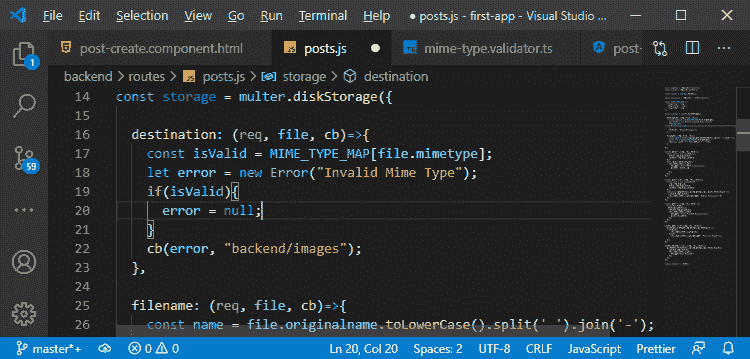 File Edit Selection View Go Run Terminal Help ● posts.js - first-app - Visual Studio ...
post-create.component.html JS posts.js ● TS mime-type.validator.ts post-
backend > routes > JS posts.js > storage > destination
14 const storage = multer.diskStorage({
15
16 destination: (req, file, cb)=>{
17 const isValid = MIME_TYPE_MAP[file.mimetype];
18 let error = new Error("Invalid Mime Type");
19 if(isValid){
20 error = null;
21 }
22 cb(error, "backend/images");
23 },
24
25 filename: (req, file, cb)=>{
26 const name = file.originalname.toLowerCase().split(' ').join('-');
1
59
master*+ 0 0 Ln 20, Col 20 Spaces: 2 UTF-8 CRLF JavaScript Prettier